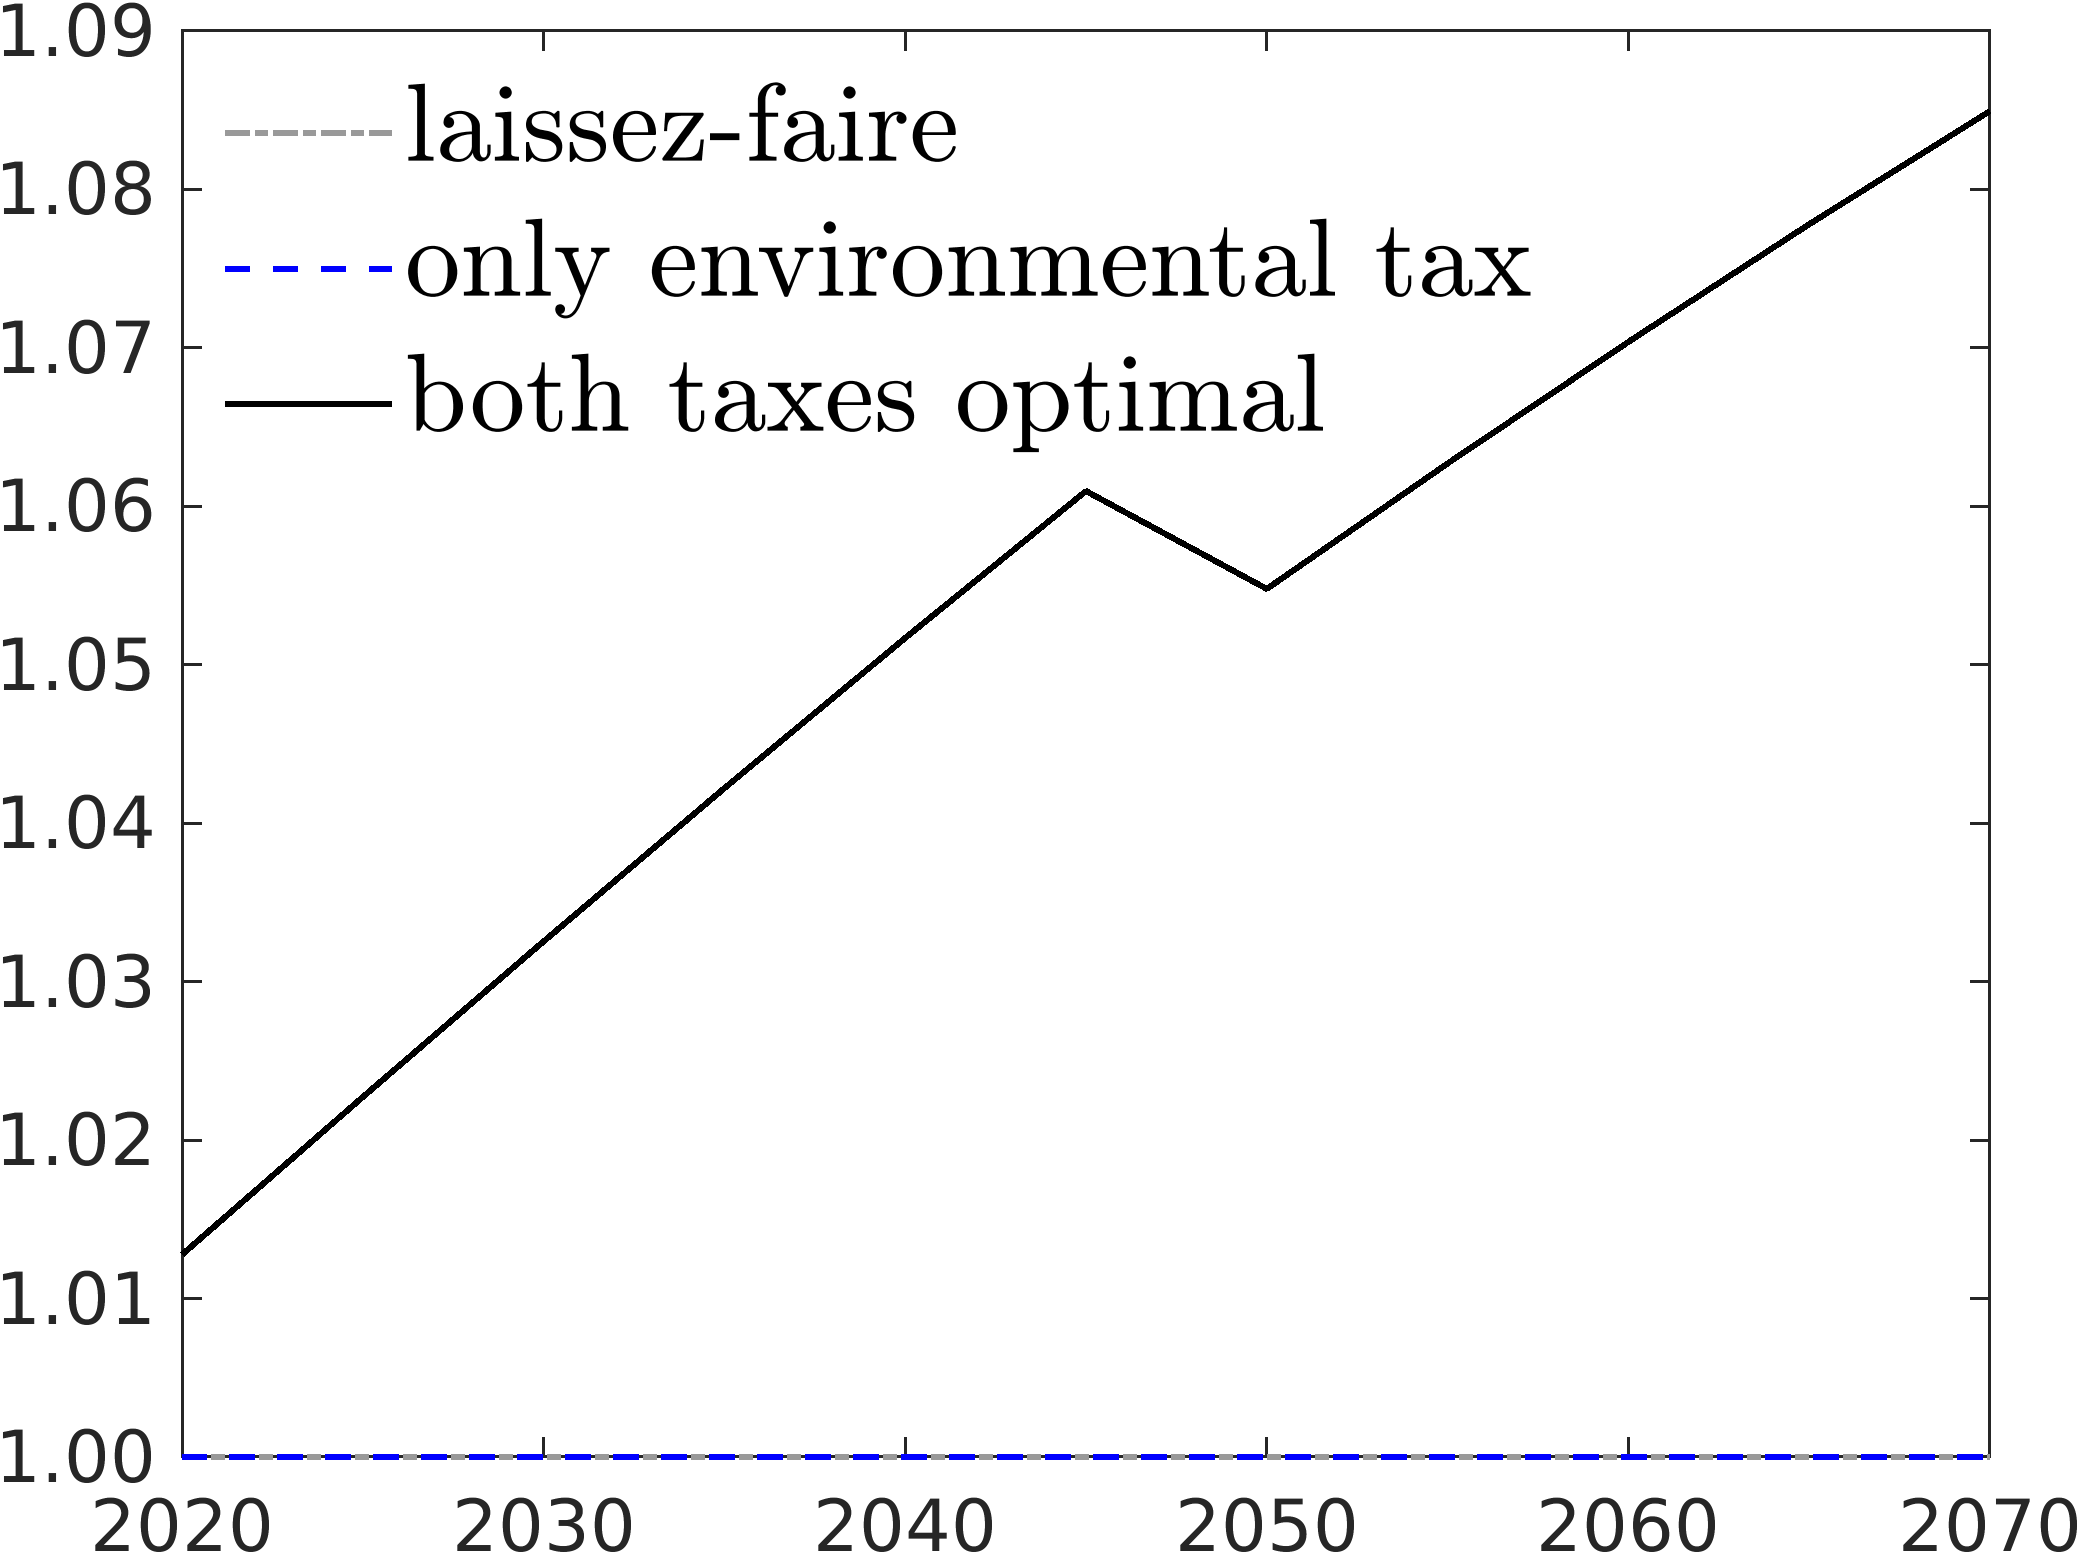 1.09
laissez-faire
1.08
only environmental tax
1.07
both taxes optimal
1.06
1.05
1.04
1.03
1.02
1.01
1.00
2020 2030 2040 2050 2060 2070